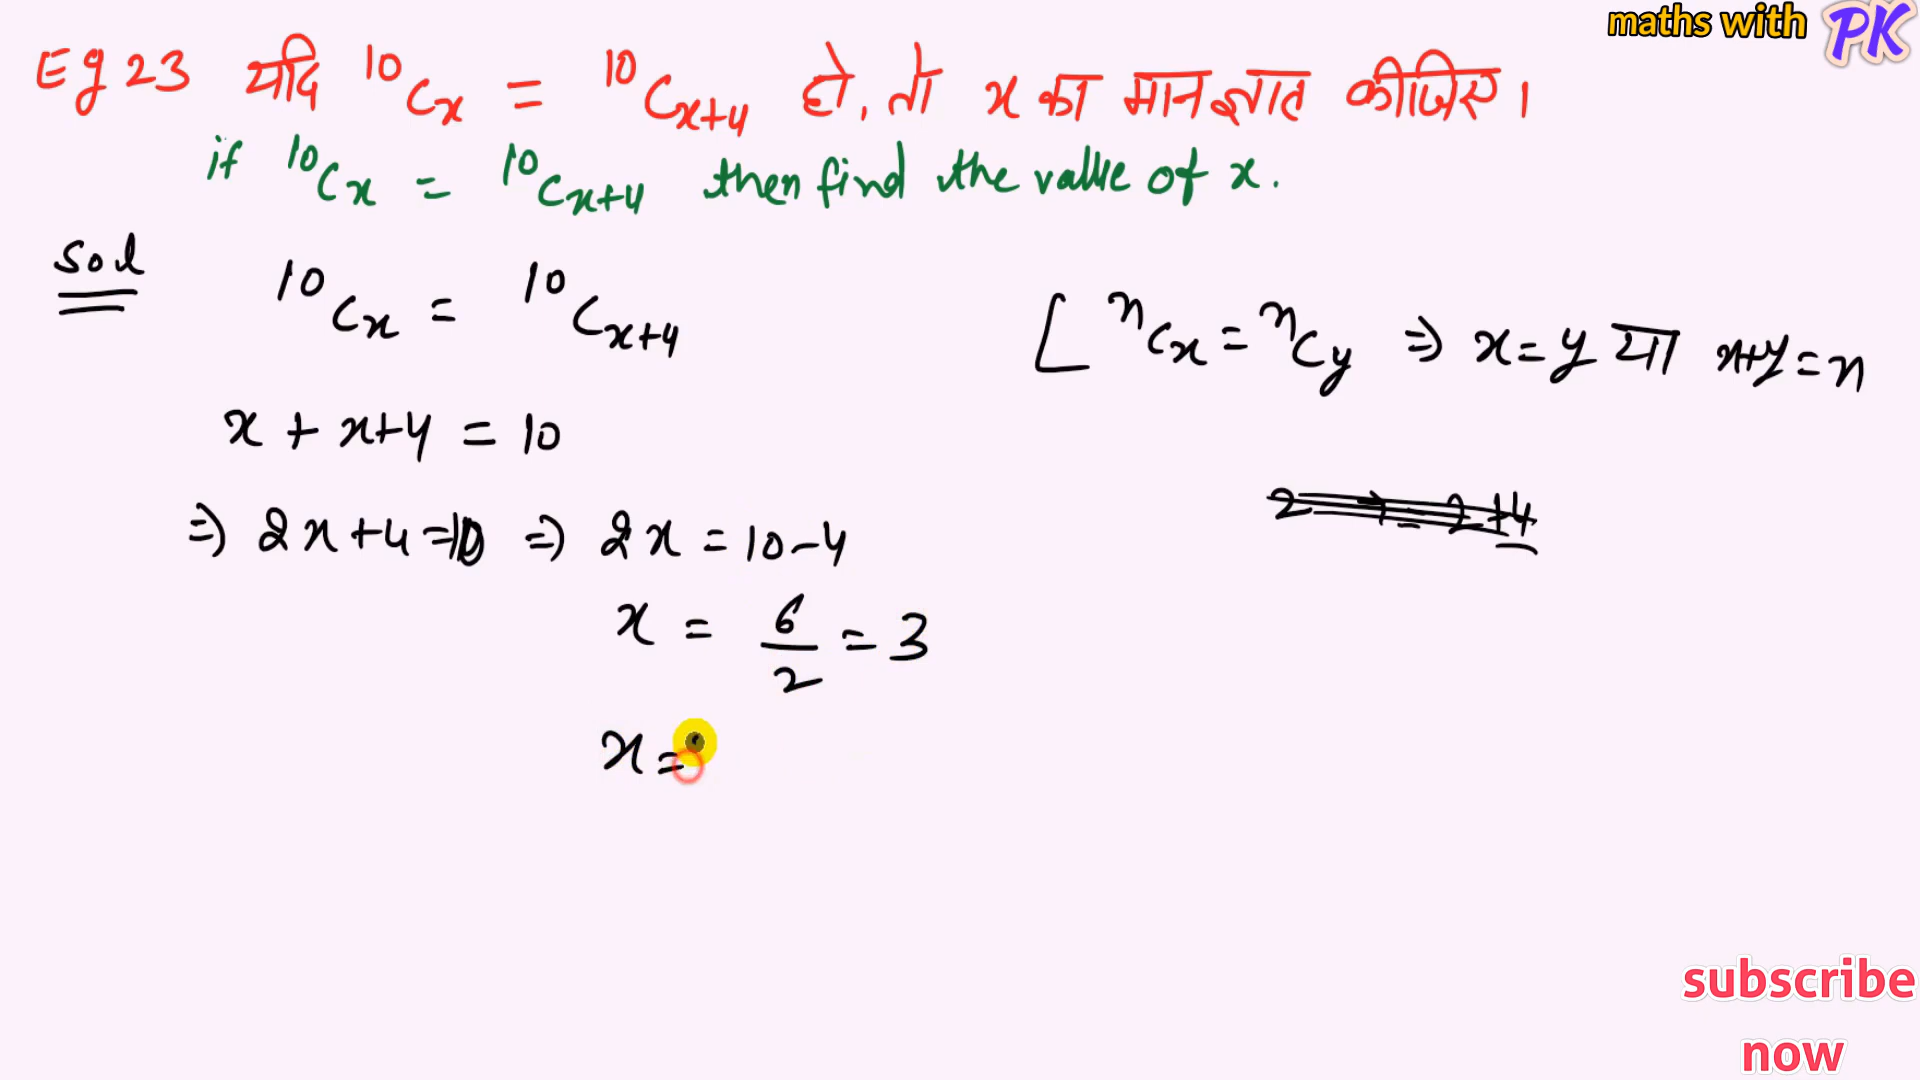 maths with PK
Eg 23 यदि ¹⁰Cₓ = ¹⁰Cₓ₊₄ हो, तो x का मान ज्ञात कीजिए।
if ¹⁰Cₓ = ¹⁰Cₓ₊₄ then find the value of x.
Sol ¹⁰Cₓ = ¹⁰Cₓ₊₄ [ ⁿCₓ = ⁿCᵧ ⇒ x = y या x+y = n
x + x+4 = 10
⇒ 2x+4 = 10 ⇒ 2x = 10-4
x = 6/2 = 3
x =
subscribe
now